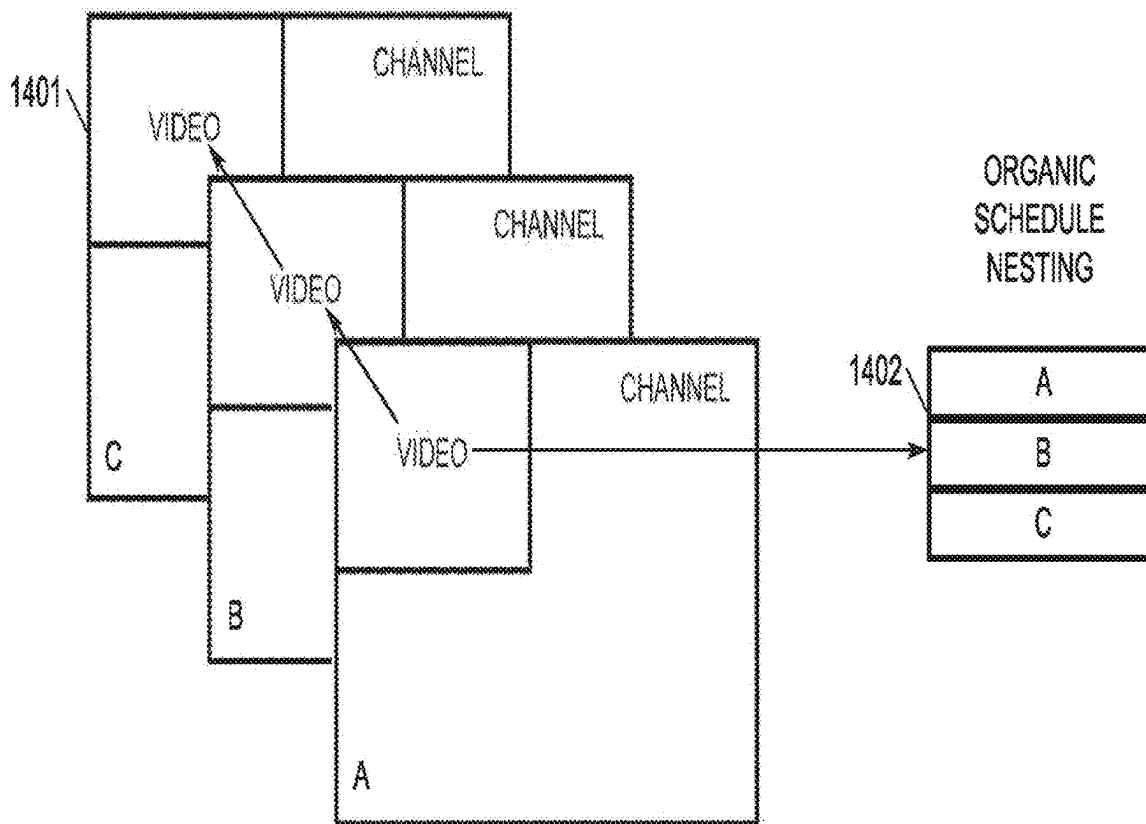 CHANNEL
1401
VIDEO
CHANNEL
ORGANIC
SCHEDULE
NESTING
VIDEO
1402
A
CHANNEL
VIDEO
B
C
C
B
A